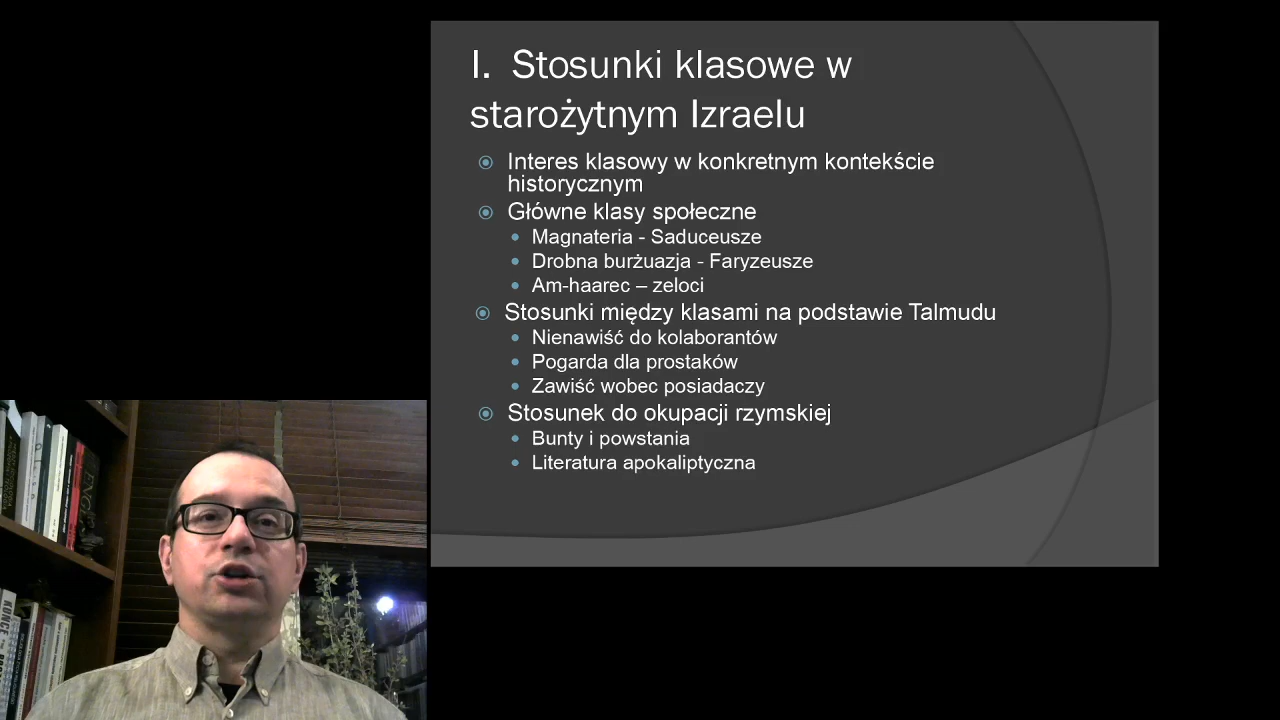 I. Stosunki klasowe w
starożytnym Izraelu
Interes klasowy w konkretnym kontekście
historycznym
Główne klasy społeczne
Magnateria - Saduceusze
Drobna burżuazja - Faryzeusze
Am-haarec – zeloci
Stosunki między klasami na podstawie Talmudu
Nienawiść do kolaborantów
Pogarda dla prostaków
Zawiść wobec posiadaczy
Stosunek do okupacji rzymskiej
Bunty i powstania
Literatura apokaliptyczna